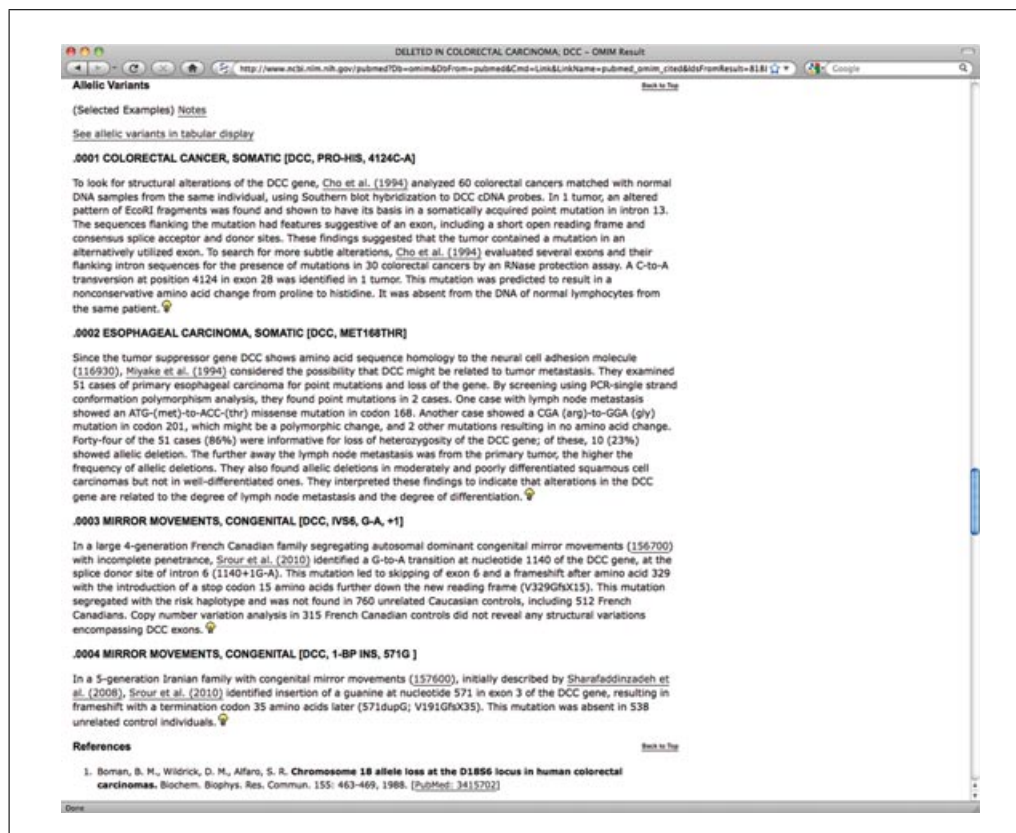 DELETED IN COLORECTAL CARCINOMA; DCC – OMIM Result
http://www.ncbi.nlm.nih.gov/pubmed?Db=omim&DbFrom=pubmed&Cmd=Link&LinkName=pubmed_omim_cited&IdsFromResult=818
Google
Allelic Variants
Back to Top
(Selected Examples) Notes
See allelic variants in tabular display
.0001 COLORECTAL CANCER, SOMATIC [DCC, PRO-HIS, 4124C-A]
To look for structural alterations of the DCC gene, Cho et al. (1994) analyzed 60 colorectal cancers matched with normal
DNA samples from the same individual, using Southern blot hybridization to DCC cDNA probes. In 1 tumor, an altered
pattern of EcoRI fragments was found and shown to have its basis in a somatically acquired point mutation in intron 13.
The sequences flanking the mutation had features suggestive of an exon, including a short open reading frame and
consensus splice acceptor and donor sites. These findings suggested that the tumor contained a mutation in an
alternatively utilized exon. To search for more subtle alterations, Cho et al. (1994) evaluated several exons and their
flanking intron sequences for the presence of mutations in 30 colorectal cancers by an RNase protection assay. A C-to-A
transversion at position 4124 in exon 28 was identified in 1 tumor. This mutation was predicted to result in a
nonconservative amino acid change from proline to histidine. It was absent from the DNA of normal lymphocytes from
the same patient.
.0002 ESOPHAGEAL CARCINOMA, SOMATIC [DCC, MET168THR]
Since the tumor suppressor gene DCC shows amino acid sequence homology to the neural cell adhesion molecule
(116930), Miyake et al. (1994) considered the possibility that DCC might be related to tumor metastasis. They examined
51 cases of primary esophageal carcinoma for point mutations and loss of the gene. By screening using PCR-single strand
conformation polymorphism analysis, they found point mutations in 2 cases. One case with lymph node metastasis
showed an ATG-(met)-to-ACC-(thr) missense mutation in codon 168. Another case showed a CGA (arg)-to-GGA (gly)
mutation in codon 201, which might be a polymorphic change, and 2 other mutations resulting in no amino acid change.
Forty-four of the 51 cases (86%) were informative for loss of heterozygosity of the DCC gene; of these, 10 (23%)
showed allelic deletion. The further away the lymph node metastasis was from the primary tumor, the higher the
frequency of allelic deletions. They also found allelic deletions in moderately and poorly differentiated squamous cell
carcinomas but not in well-differentiated ones. They interpreted these findings to indicate that alterations in the DCC
gene are related to the degree of lymph node metastasis and the degree of differentiation.
.0003 MIRROR MOVEMENTS, CONGENITAL [DCC, IVS6, G-A, +1]
In a large 4-generation French Canadian family segregating autosomal dominant congenital mirror movements (156700)
with incomplete penetrance, Srour et al. (2010) identified a G-to-A transition at nucleotide 1140 of the DCC gene, at the
splice donor site of intron 6 (1140+1G-A). This mutation led to skipping of exon 6 and a frameshift after amino acid 329
with the introduction of a stop codon 15 amino acids further down the new reading frame (V329GfsX15). This mutation
segregated with the risk haplotype and was not found in 760 unrelated Caucasian controls, including 512 French
Canadians. Copy number variation analysis in 315 French Canadian controls did not reveal any structural variations
encompassing DCC exons.
.0004 MIRROR MOVEMENTS, CONGENITAL [DCC, 1-BP INS, 571G ]
In a 5-generation Iranian family with congenital mirror movements (157600), initially described by Sharafaddinzadeh et
al. (2008), Srour et al. (2010) identified insertion of a guanine at nucleotide 571 in exon 3 of the DCC gene, resulting in
frameshift with a termination codon 35 amino acids later (571dupG; V191GfsX35). This mutation was absent in 538
unrelated control individuals.
References
Back to Top
1. Boman, B. M., Wildrick, D. M., Alfaro, S. R. Chromosome 18 allele loss at the D18S6 locus in human colorectal
carcinomas. Biochem. Biophys. Res. Commun. 155: 463-469, 1988. [PubMed: 3415702]
Done